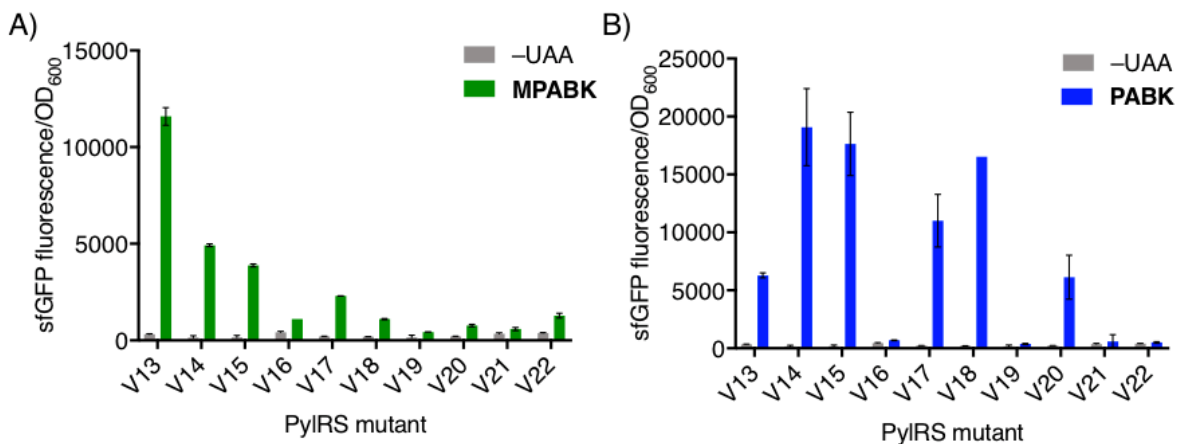 A)
–UAA
MPABK
sfGFP fluorescence/OD600
15000
10000
5000
0
V13 V14 V15 V16 V17 V18 V19 V20 V21 V22
PylRS mutant
B)
–UAA
PABK
sfGFP fluorescence/OD600
25000
20000
15000
10000
5000
0
V13 V14 V15 V16 V17 V18 V19 V20 V21 V22
PylRS mutant